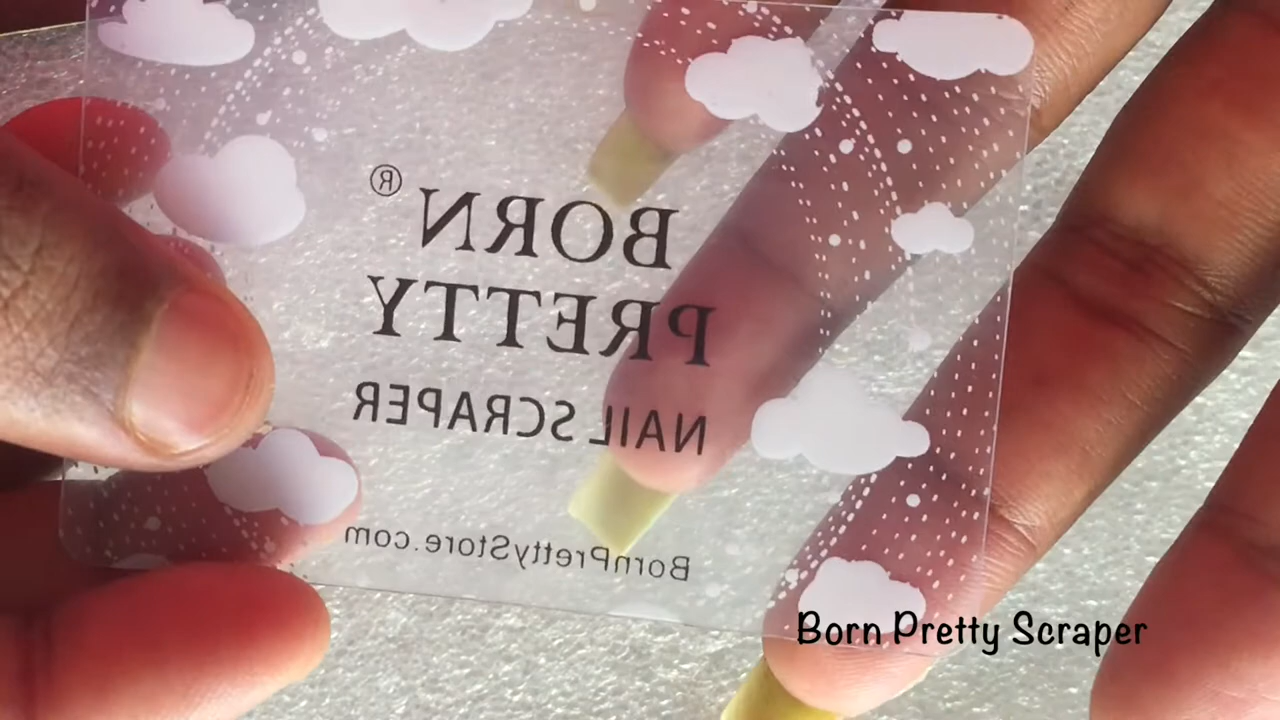 BORN ®
PRETTY
NAIL SCRAPER
BornPrettyStore.com
Born Pretty Scraper